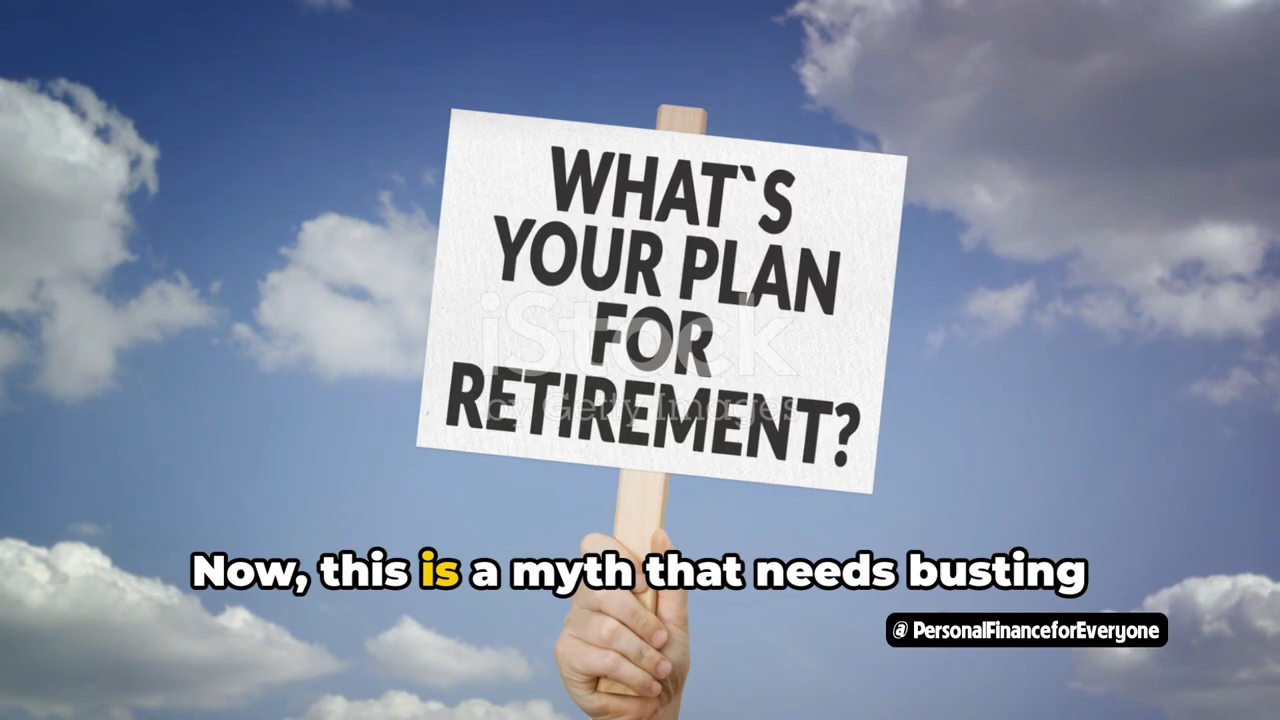 WHAT`S
YOUR PLAN
FOR
RETIREMENT?
iStock
by Getty Images
Now, this is a myth that needs busting
@ PersonalFinanceforEveryone